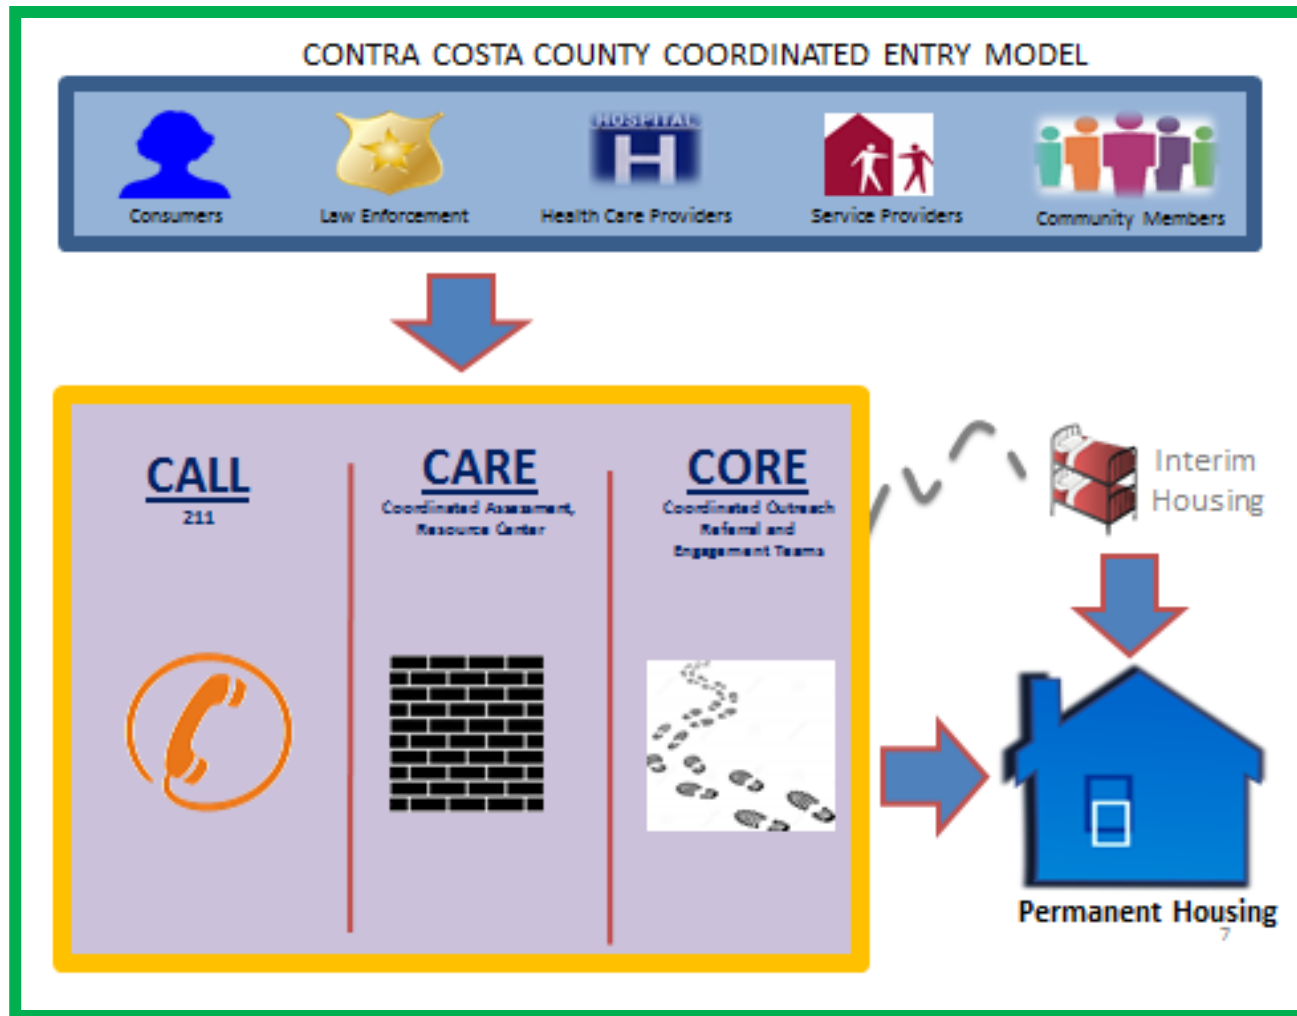 CONTRA COSTA COUNTY COORDINATED ENTRY MODEL
HOSPITAL
H
Consumers
Law Enforcement
Health Care Providers
Service Providers
Community Members
CALL
211
CARE
Coordinated Assessment,
Resource Center
CORE
Coordinated Outreach
Referral and
Engagement Teams
Interim
Housing
Permanent Housing
7